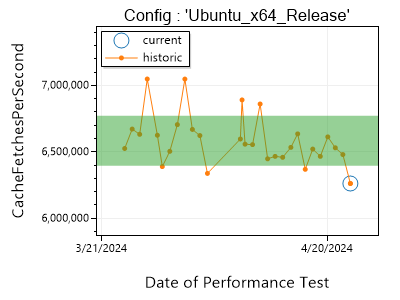 Config : 'Ubuntu_x64_Release'
current
historic
CacheFetchesPerSecond
7,000,000
6,500,000
6,000,000
3/21/2024
4/20/2024
Date of Performance Test